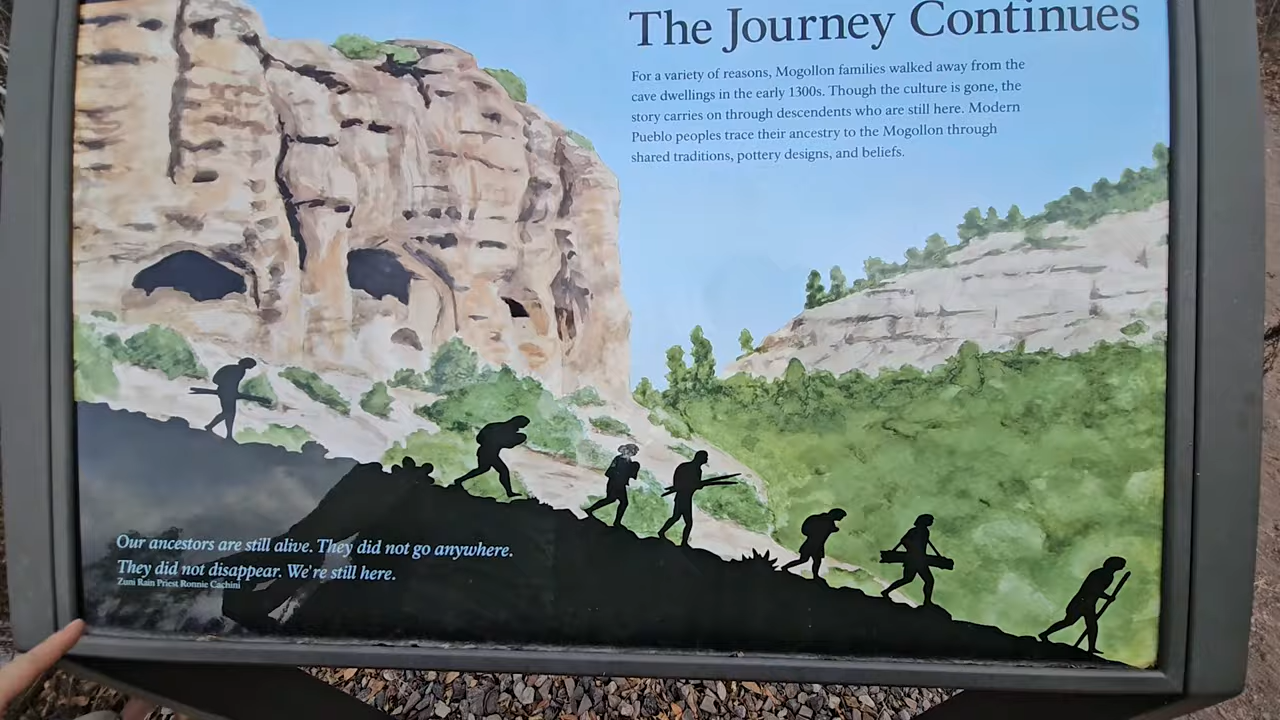 The Journey Continues
For a variety of reasons, Mogollon families walked away from the
cave dwellings in the early 1300s. Though the culture is gone, the
story carries on through descendents who are still here. Modern
Pueblo peoples trace their ancestry to the Mogollon through
shared traditions, pottery designs, and beliefs.
Our ancestors are still alive. They did not go anywhere.
They did not disappear. We're still here.
Zuni Rain Priest Ronnie Cachini